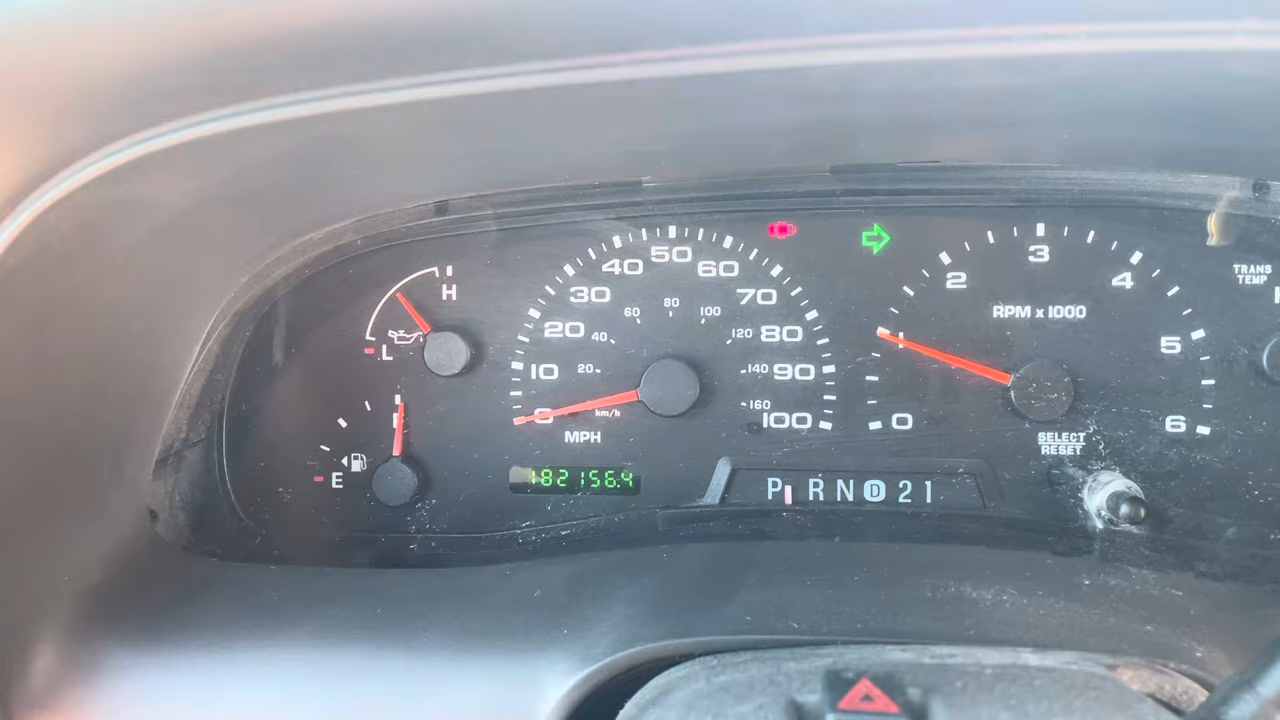 H
L
F
E
0
10
20
30
40
50
60
70
80
90
100
20
40
60
80
100
120
140
160
km/h
MPH
182156.4
P R N D 2 1
0
1
2
3
4
5
6
RPM x 1000
SELECT
RESET
TRANS
TEMP